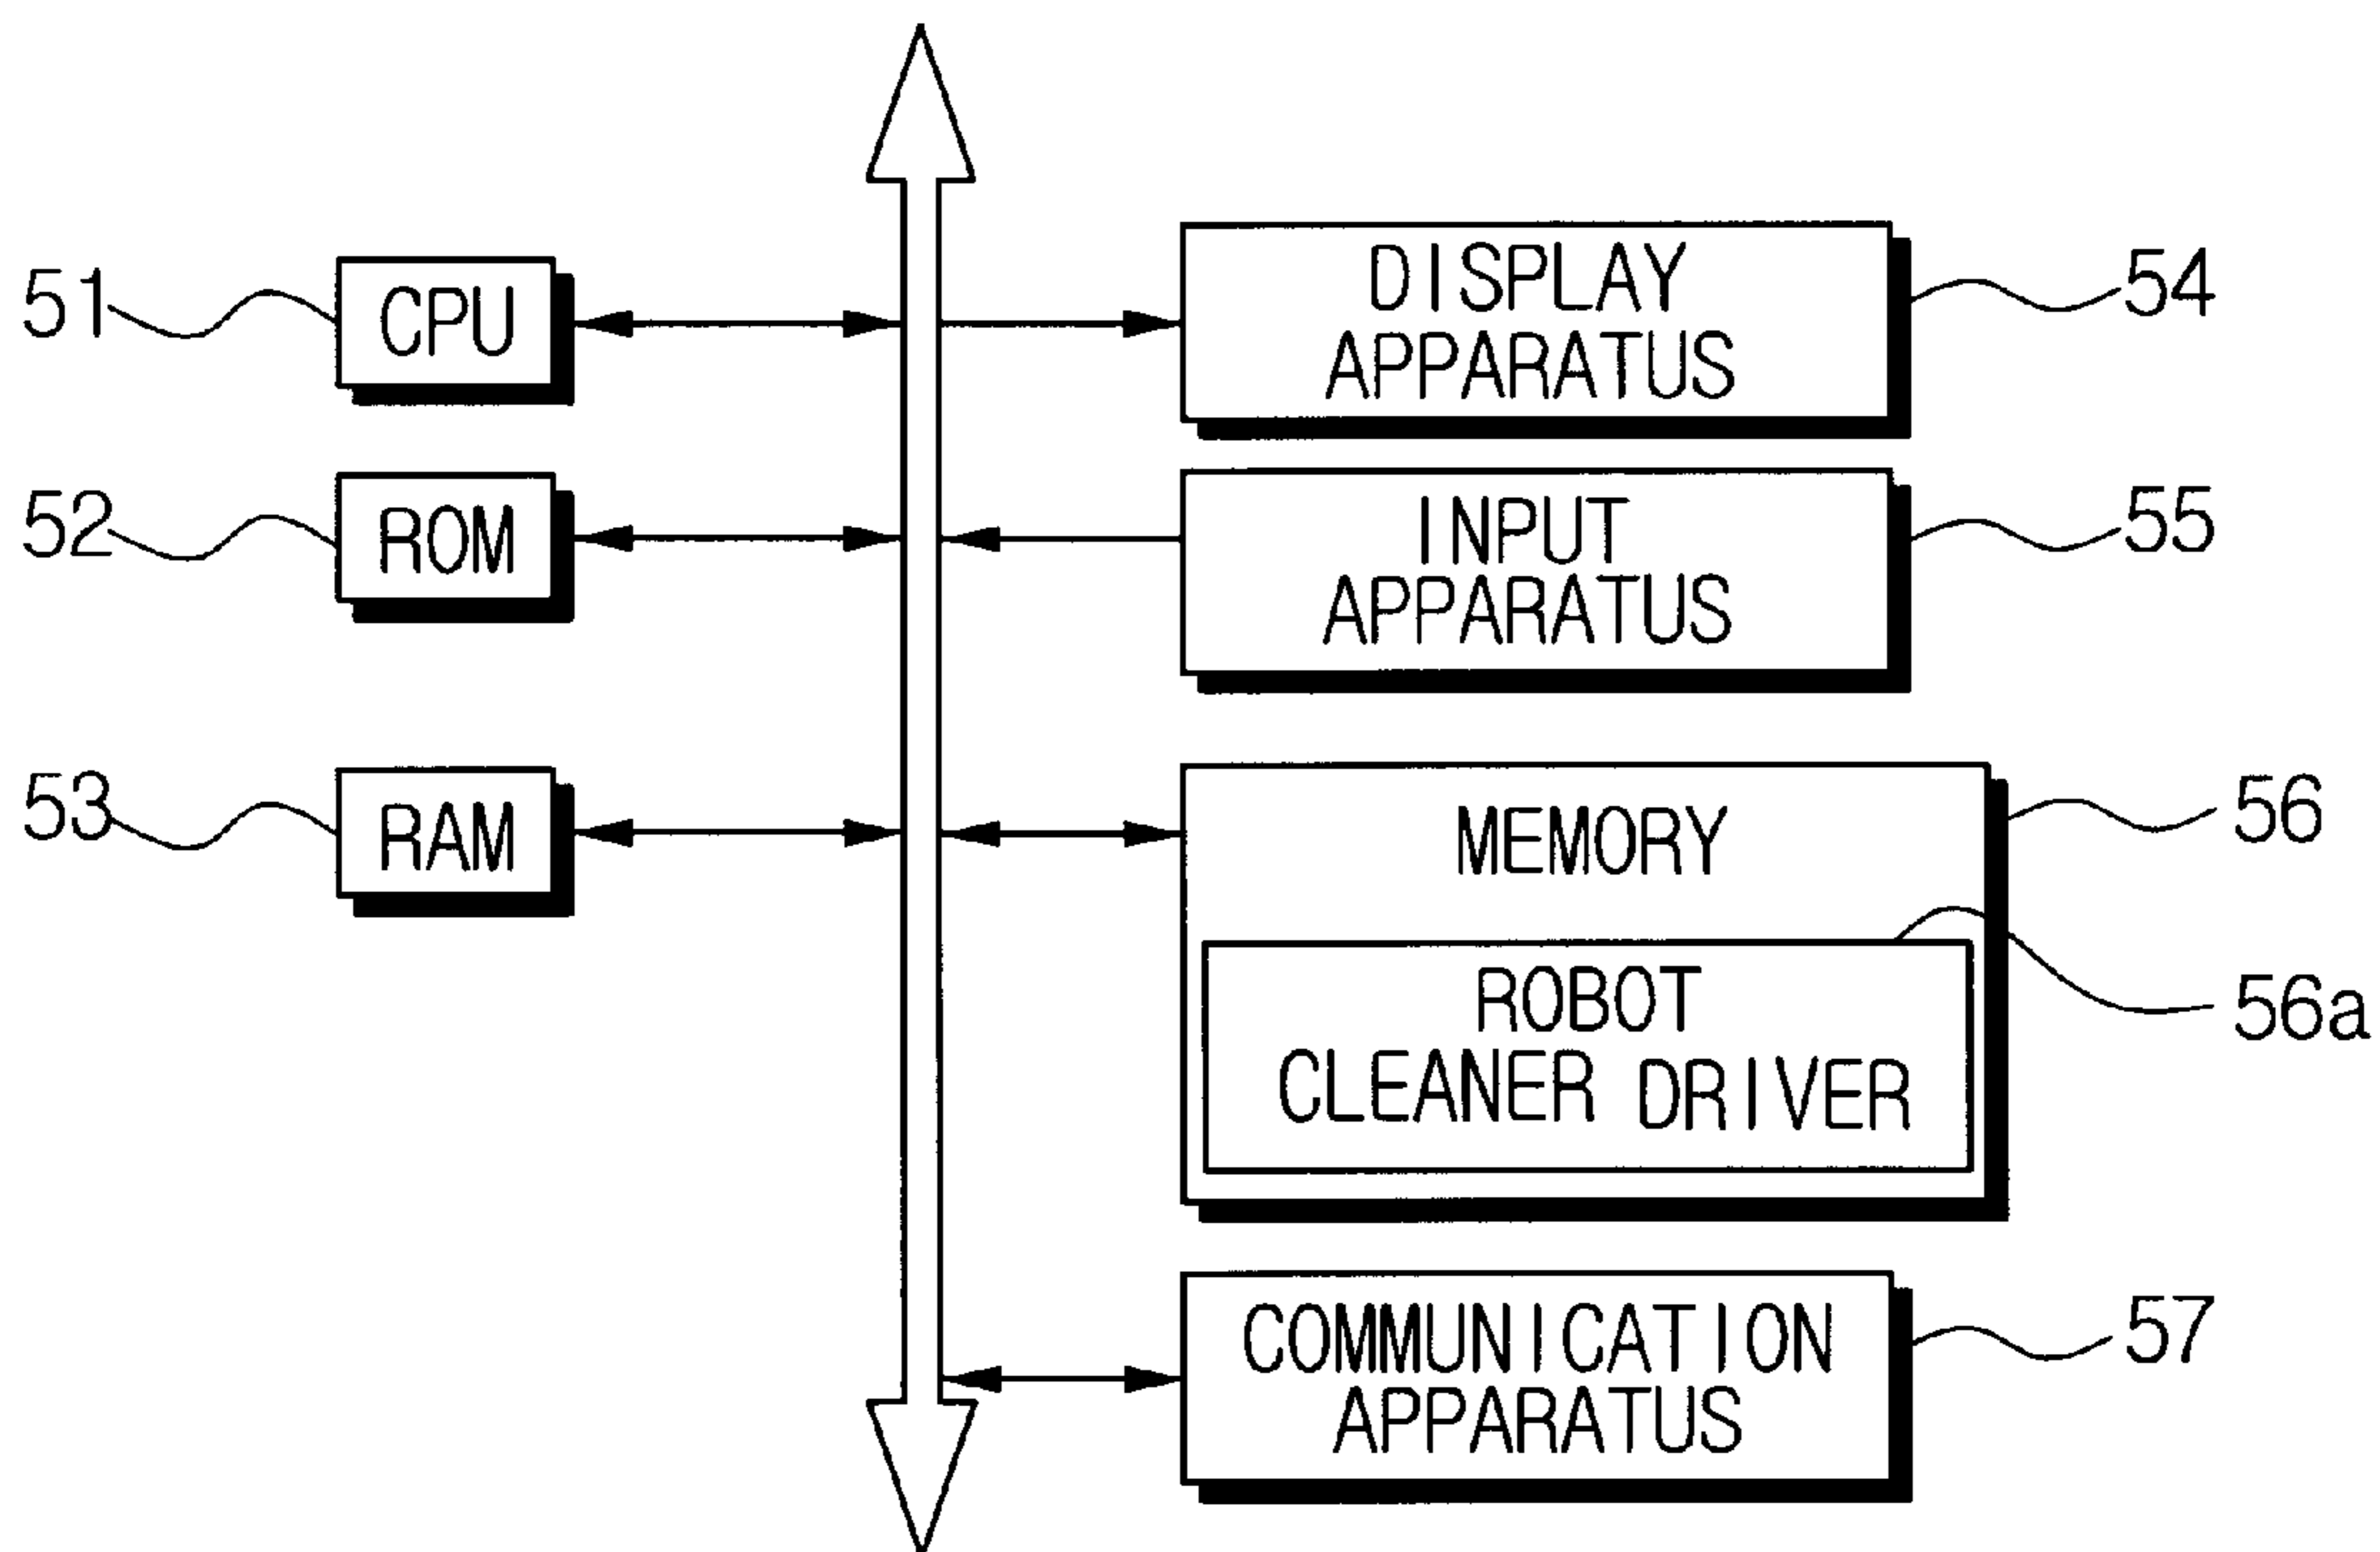 51
CPU
DISPLAY
APPARATUS
54
52
ROM
INPUT
APPARATUS
55
53
RAM
MEMORY
56
ROBOT
CLEANER DRIVER
56a
COMMUNICATION
APPARATUS
57